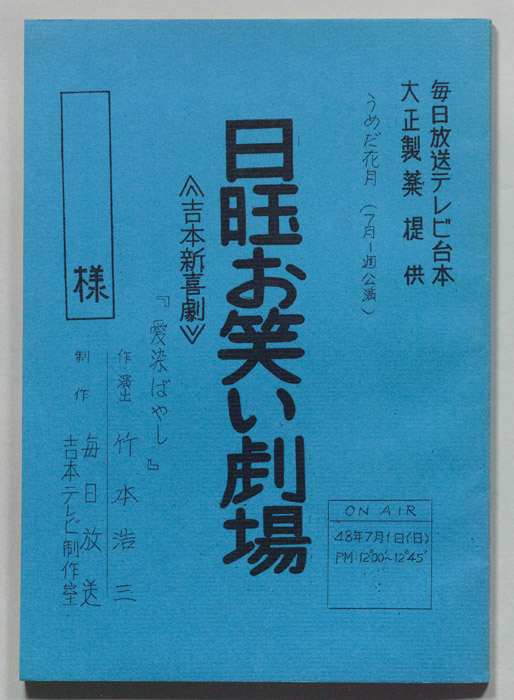 毎日放送テレビ台本
大正製薬提供
うめだ花月（7月1週公演）
日曜お笑い劇場
≪吉本新喜劇≫
『愛染ばやし』
作・演出　竹本浩三
制作　毎日放送
吉本テレビ制作室
様
ON AIR
48年7月1日(日)
PM:12°00'~12°45'